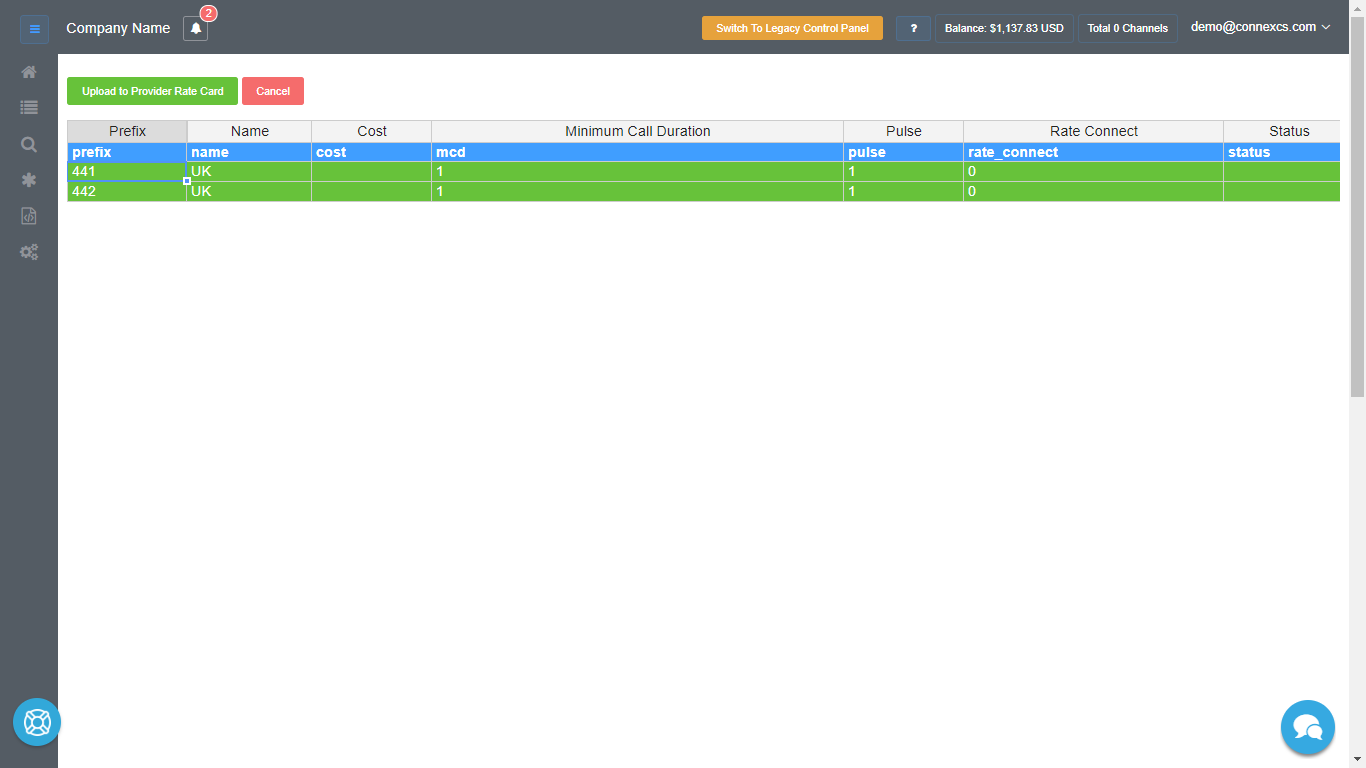 Company Name 2 Switch To Legacy Control Panel ? Balance: $1,137.83 USD Total 0 Channels demo@connexcs.com
Upload to Provider Rate Card Cancel
Prefix Name Cost Minimum Call Duration Pulse Rate Connect Status
prefix name cost mcd pulse rate_connect status
441 UK 1 1 0
442 UK 1 1 0